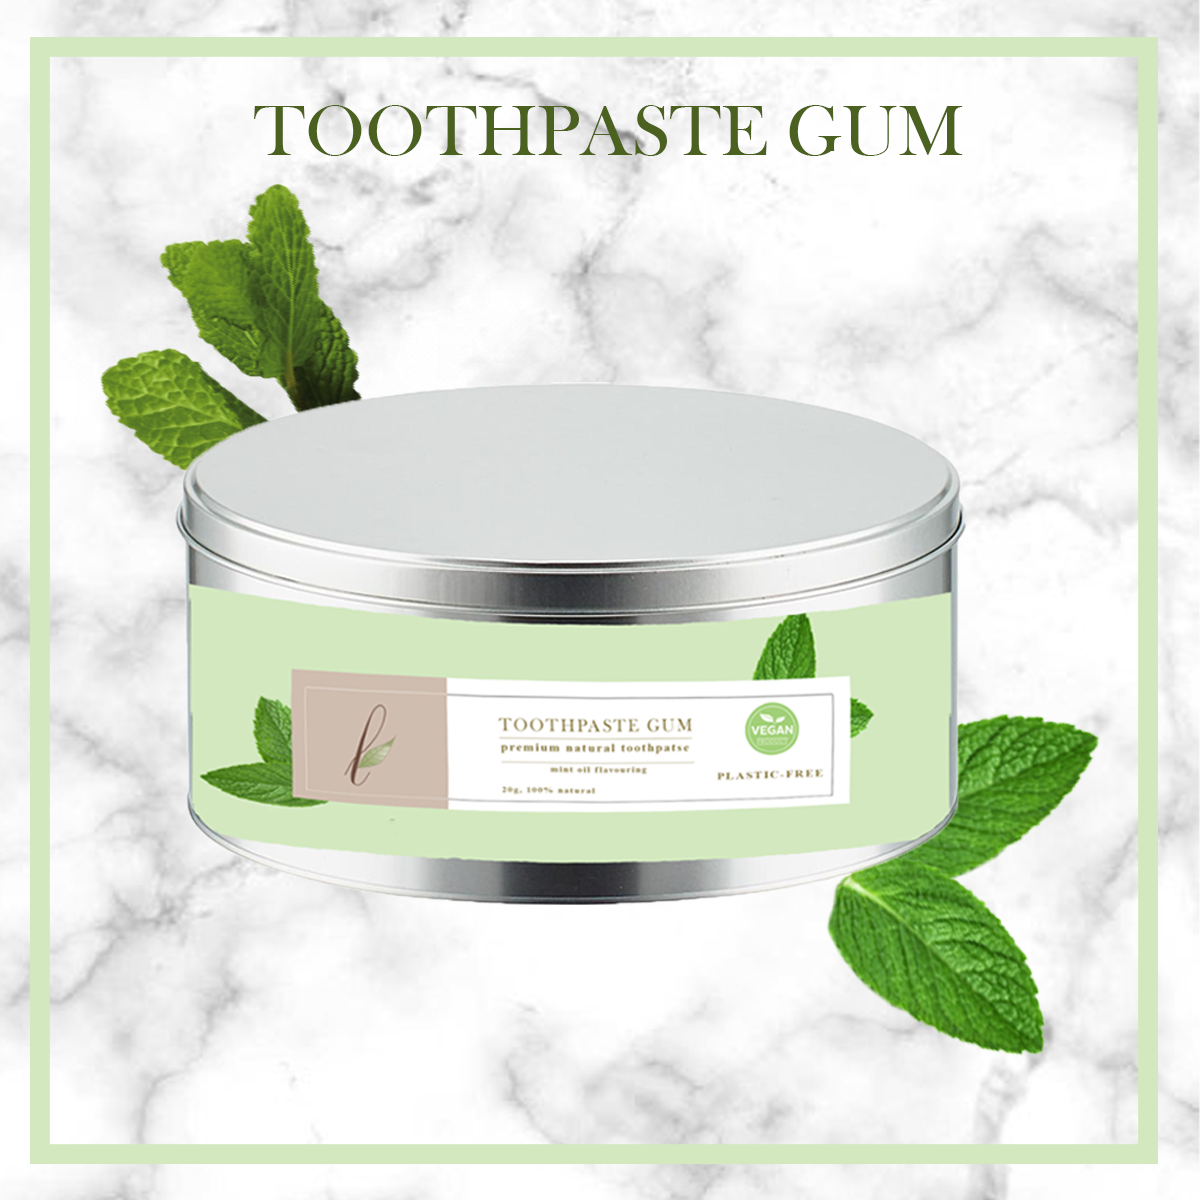 TOOTHPASTE GUM
TOOTHPASTE GUM
premium natural toothpatse
mint oil flavouring
20g, 100% natural
VEGAN
PLASTIC-FREE